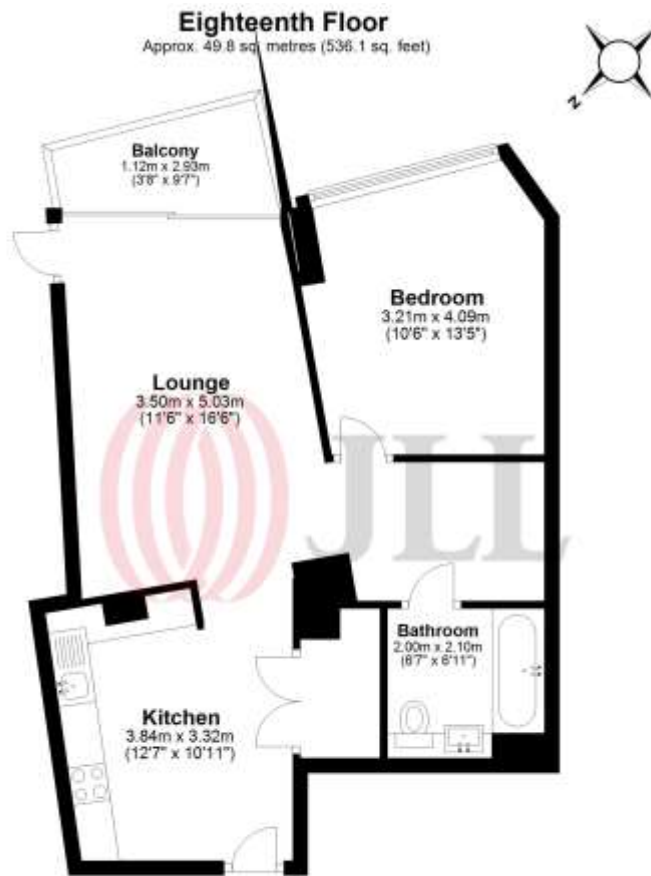 Eighteenth Floor
Approx. 49.8 sq. metres (536.1 sq. feet)
N
Balcony
1.12m x 2.93m
(3'8" x 9'7")
Bedroom
3.21m x 4.09m
(10'6" x 13'5")
Lounge
3.50m x 5.03m
(11'6" x 16'6")
JLL
Bathroom
2.00m x 2.10m
(6'7" x 6'11")
Kitchen
3.84m x 3.32m
(12'7" x 10'11")